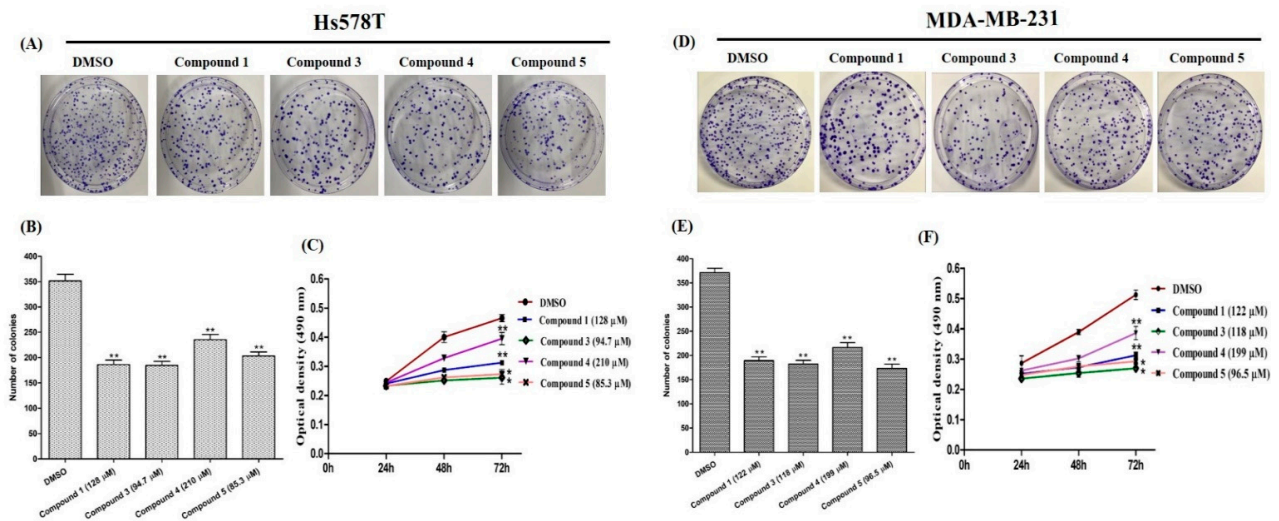 Hs578T
(A)
DMSO Compound 1 Compound 3 Compound 4 Compound 5
(B)
Number of colonies
400
350
300
250
200
150
100
50
0
** ** ** **
DMSO
Compound 1 (128 µM)
Compound 3 (94.7 µM)
Compound 4 (210 µM)
Compound 5 (85.3 µM)
(C)
Optical density (490 nm)
0.6
0.5
0.4
0.3
0.2
0.1
0.0
0h 24h 48h 72h
**
**
*
*
DMSO
Compound 1 (128 µM)
Compound 3 (94.7 µM)
Compound 4 (210 µM)
Compound 5 (85.3 µM)
MDA-MB-231
(D)
DMSO Compound 1 Compound 3 Compound 4 Compound 5
(E)
Number of colonies
400
350
300
250
200
150
100
50
0
** ** ** **
DMSO
Compound 1 (122 µM)
Compound 3 (118 µM)
Compound 4 (199 µM)
Compound 5 (96.5 µM)
(F)
Optical density (490 nm)
0.6
0.5
0.4
0.3
0.2
0.1
0.0
0h 24h 48h 72h
**
**
*
*
DMSO
Compound 1 (122 µM)
Compound 3 (118 µM)
Compound 4 (199 µM)
Compound 5 (96.5 µM)